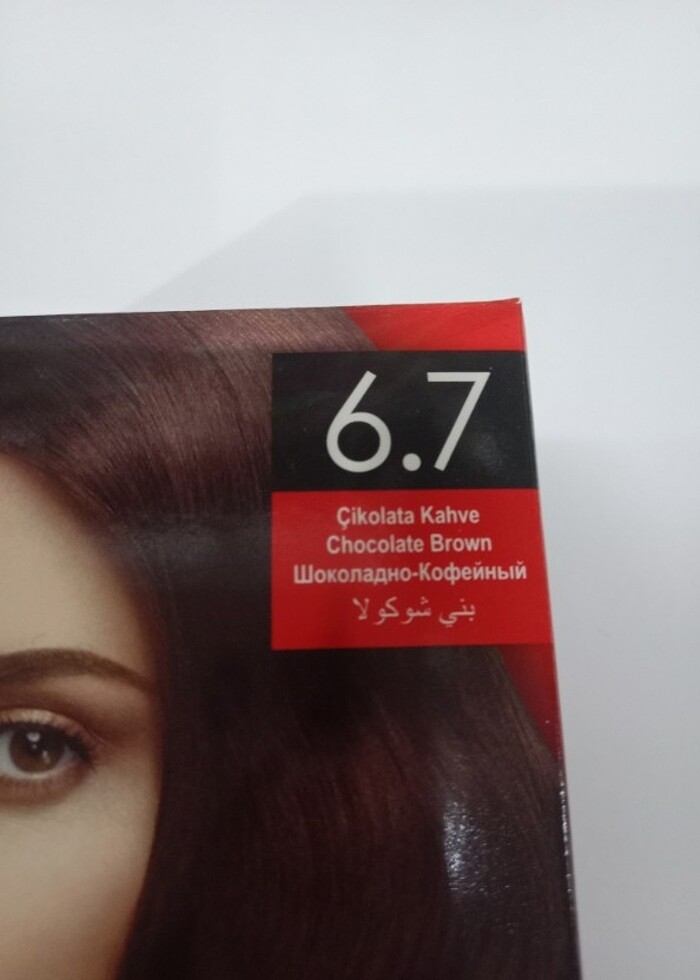 6.7
Çikolata Kahve
Chocolate Brown
Шоколадно-Кофейный
بني شوكولا